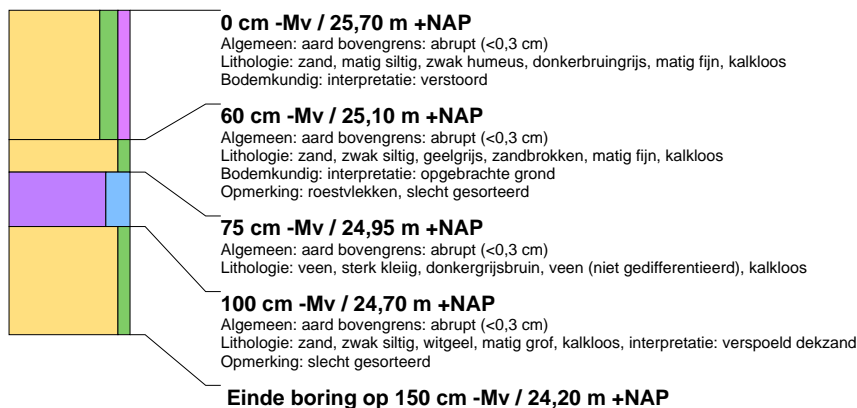 0 cm -Mv / 25,70 m +NAP
Algemeen: aard bovengrens: abrupt (<0,3 cm)
Lithologie: zand, matig siltig, zwak humeus, donkerbruingrijs, matig fijn, kalkloos
Bodemkundig: interpretatie: verstoord
60 cm -Mv / 25,10 m +NAP
Algemeen: aard bovengrens: abrupt (<0,3 cm)
Lithologie: zand, zwak siltig, geelgrijs, zandbrokken, matig fijn, kalkloos
Bodemkundig: interpretatie: opgebrachte grond
Opmerking: roestvlekken, slecht gesorteerd
75 cm -Mv / 24,95 m +NAP
Algemeen: aard bovengrens: abrupt (<0,3 cm)
Lithologie: veen, sterk kleiig, donkergrijsbruin, veen (niet gedifferentieerd), kalkloos
100 cm -Mv / 24,70 m +NAP
Algemeen: aard bovengrens: abrupt (<0,3 cm)
Lithologie: zand, zwak siltig, witgeel, matig grof, kalkloos, interpretatie: verspoeld dekzand
Opmerking: slecht gesorteerd
Einde boring op 150 cm -Mv / 24,20 m +NAP